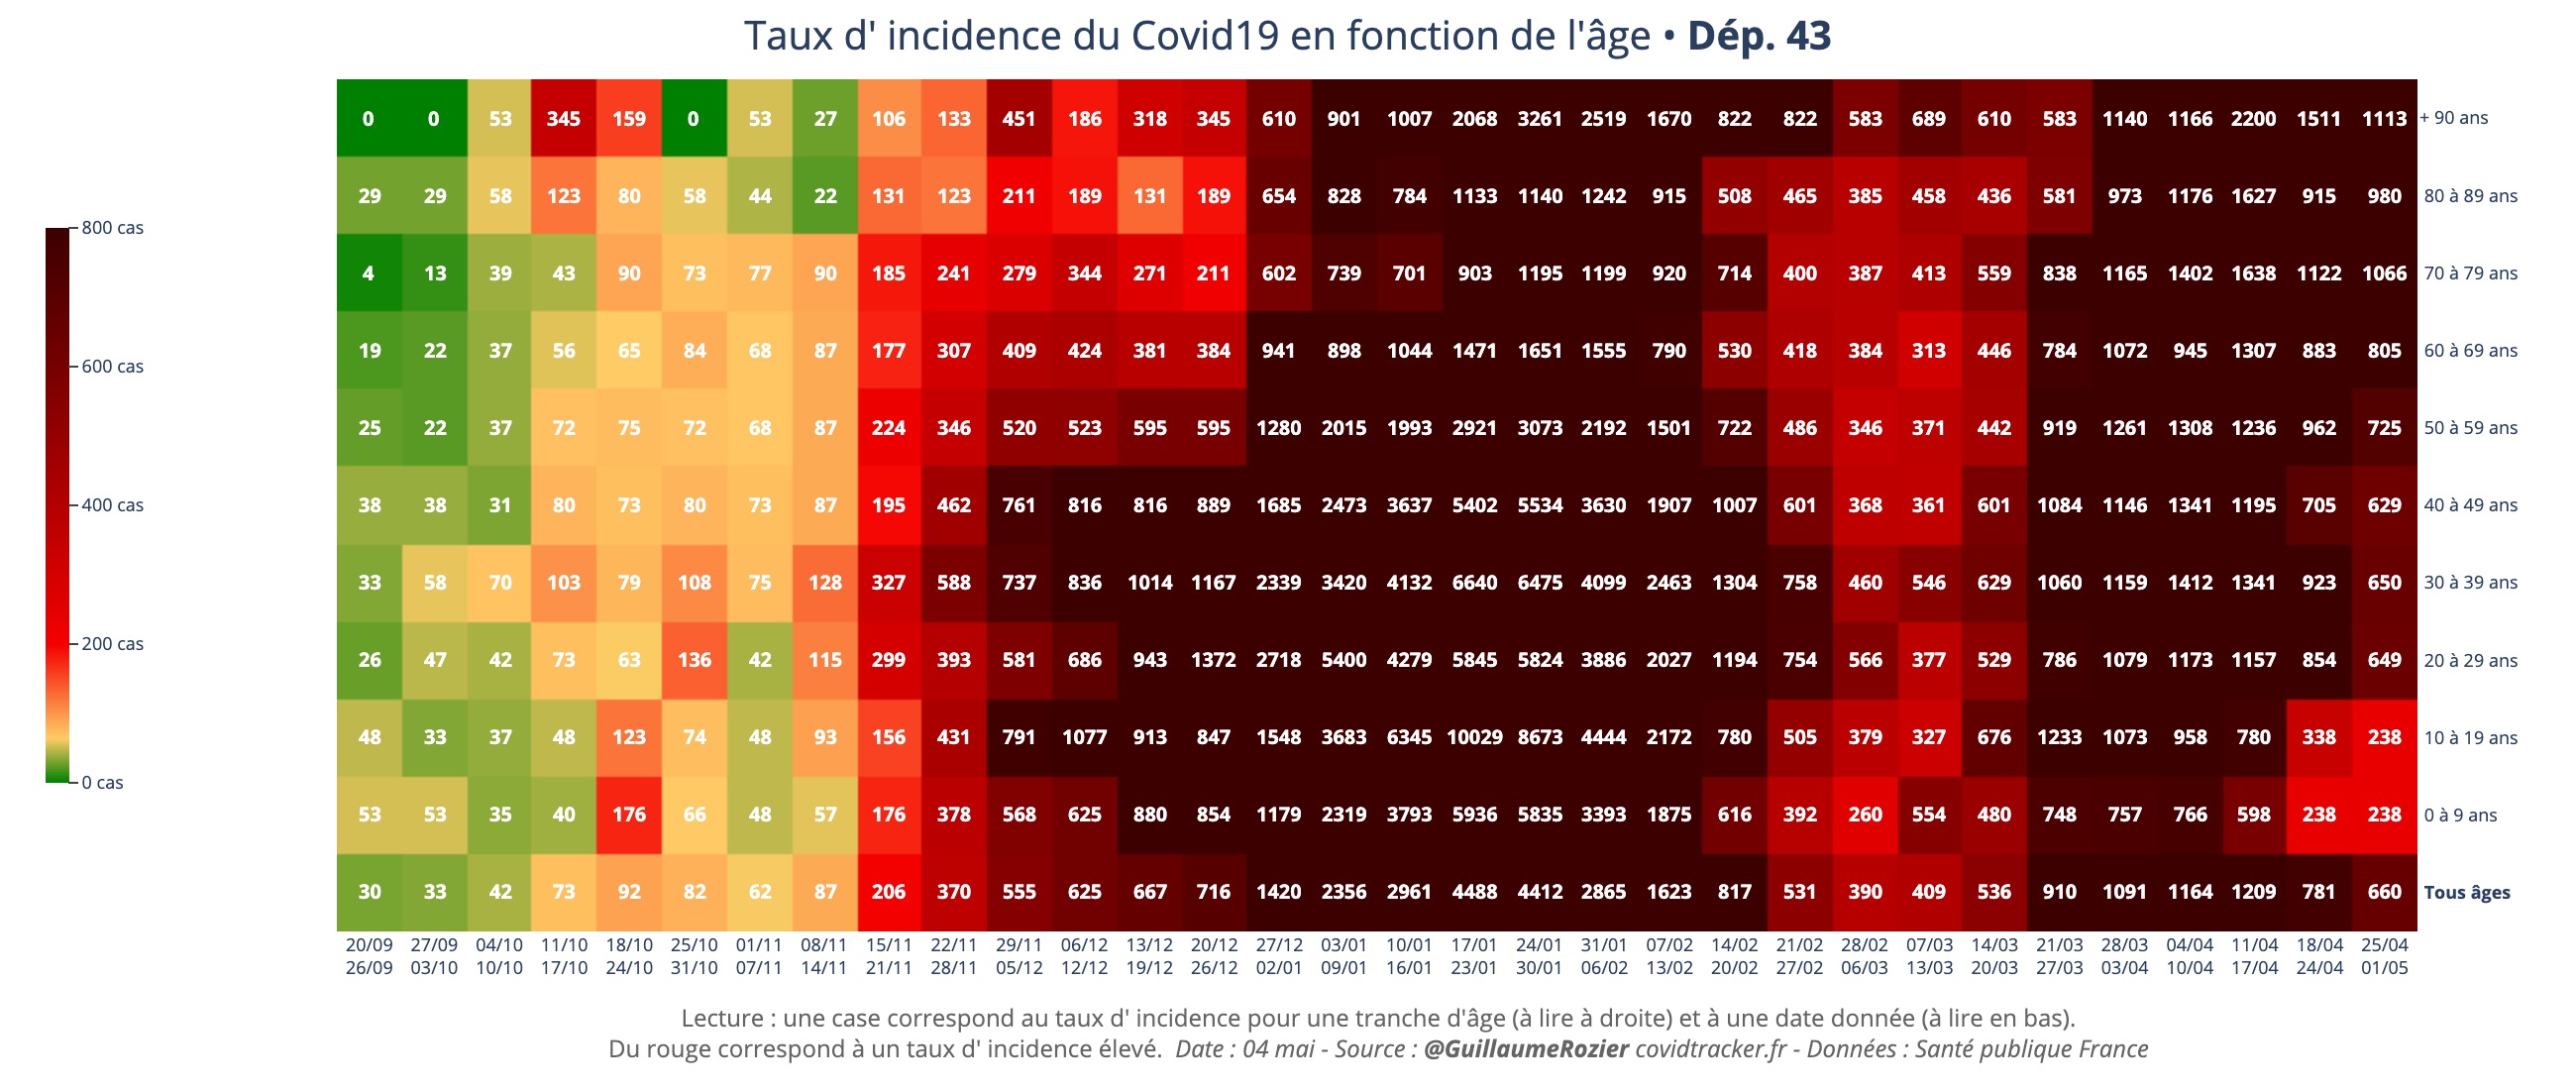 Taux d' incidence du Covid19 en fonction de l'âge • Dép. 43
800 cas
600 cas
400 cas
200 cas
0 cas
0 0 53 345 159 0 53 27 106 133 451 186 318 345 610 901 1007 2068 3261 2519 1670 822 822 583 689 610 583 1140 1166 2200 1511 1113 + 90 ans
29 29 58 123 80 58 44 22 131 123 211 189 131 189 654 828 784 1133 1140 1242 915 508 465 385 458 436 581 973 1176 1627 915 980 80 à 89 ans
4 13 39 43 90 73 77 90 185 241 279 344 271 211 602 739 701 903 1195 1199 920 714 400 387 413 559 838 1165 1402 1638 1122 1066 70 à 79 ans
19 22 37 56 65 84 68 87 177 307 409 424 381 384 941 898 1044 1471 1651 1555 790 530 418 384 313 446 784 1072 945 1307 883 805 60 à 69 ans
25 22 37 72 75 72 68 87 224 346 520 523 595 595 1280 2015 1993 2921 3073 2192 1501 722 486 346 371 442 919 1261 1308 1236 962 725 50 à 59 ans
38 38 31 80 73 80 73 87 195 462 761 816 816 889 1685 2473 3637 5402 5534 3630 1907 1007 601 368 361 601 1084 1146 1341 1195 705 629 40 à 49 ans
33 58 70 103 79 108 75 128 327 588 737 836 1014 1167 2339 3420 4132 6640 6475 4099 2463 1304 758 460 546 629 1060 1159 1412 1341 923 650 30 à 39 ans
26 47 42 73 63 136 42 115 299 393 581 686 943 1372 2718 5400 4279 5845 5824 3886 2027 1194 754 566 377 529 786 1079 1173 1157 854 649 20 à 29 ans
48 33 37 48 123 74 48 93 156 431 791 1077 913 847 1548 3683 6345 10029 8673 4444 2172 780 505 379 327 676 1233 1073 958 780 338 238 10 à 19 ans
53 53 35 40 176 66 48 57 176 378 568 625 880 854 1179 2319 3793 5936 5835 3393 1875 616 392 260 554 480 748 757 766 598 238 238 0 à 9 ans
30 33 42 73 92 82 62 87 206 370 555 625 667 716 1420 2356 2961 4488 4412 2865 1623 817 531 390 409 536 910 1091 1164 1209 781 660 Tous âges
20/09 27/09 04/10 11/10 18/10 25/10 01/11 08/11 15/11 22/11 29/11 06/12 13/12 20/12 27/12 03/01 10/01 17/01 24/01 31/01 07/02 14/02 21/02 28/02 07/03 14/03 21/03 28/03 04/04 11/04 18/04 25/04
26/09 03/10 10/10 17/10 24/10 31/10 07/11 14/11 21/11 28/11 05/12 12/12 19/12 26/12 02/01 09/01 16/01 23/01 30/01 06/02 13/02 20/02 27/02 06/03 13/03 20/03 27/03 03/04 10/04 17/04 24/04 01/05
Lecture : une case correspond au taux d' incidence pour une tranche d'âge (à lire à droite) et à une date donnée (à lire en bas).
Du rouge correspond à un taux d' incidence élevé. Date : 04 mai - Source : @GuillaumeRozier covidtracker.fr - Données : Santé publique France